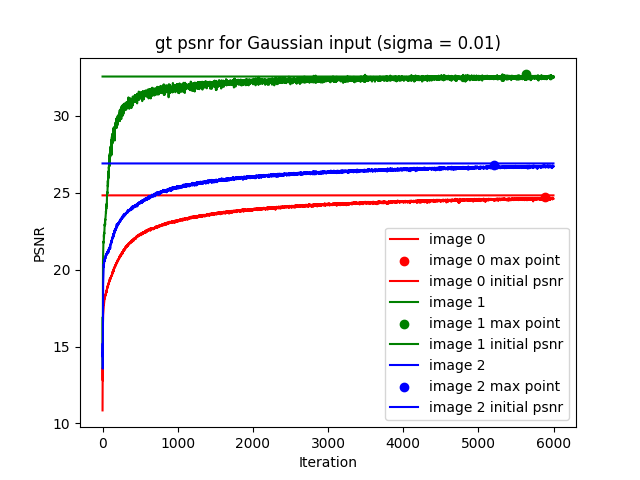 gt psnr for Gaussian input (sigma = 0.01)
PSNR
30
25
20
15
10
image 0
image 0 max point
image 0 initial psnr
image 1
image 1 max point
image 1 initial psnr
image 2
image 2 max point
image 2 initial psnr
0 1000 2000 3000 4000 5000 6000
Iteration